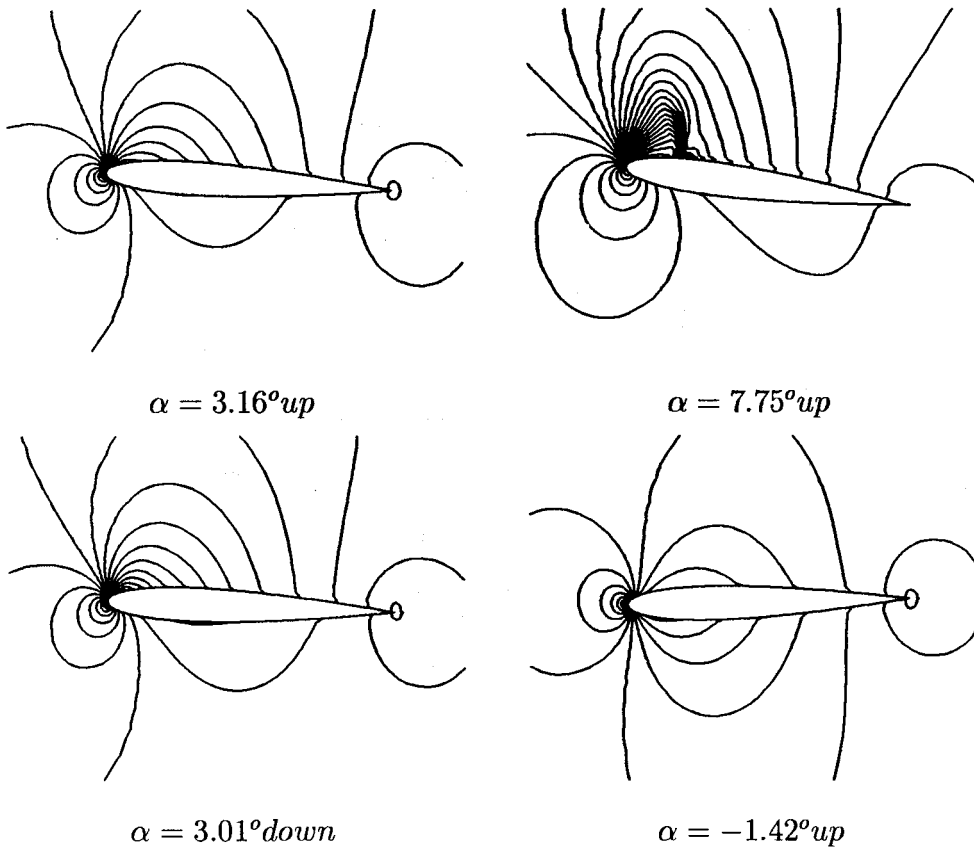 α = 3.16°up
α = 7.75°up
α = 3.01°down
α = −1.42°up